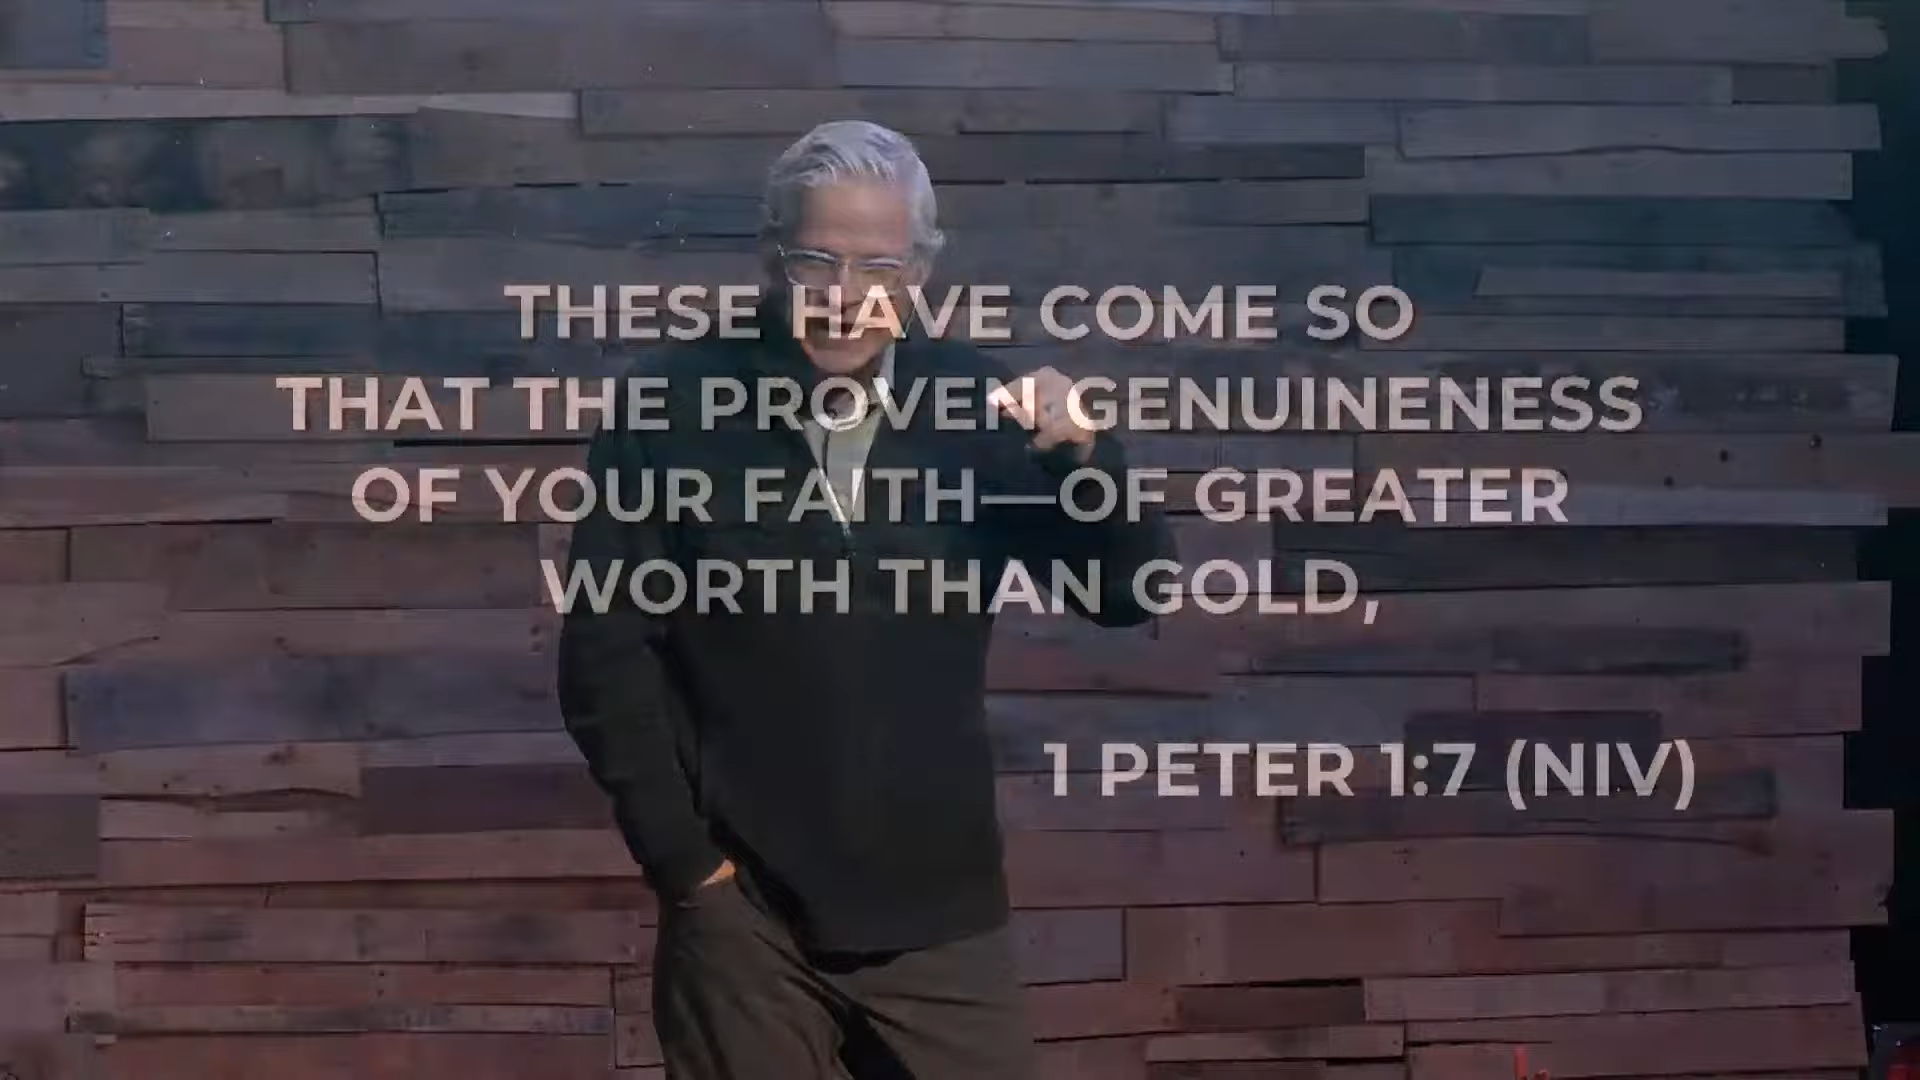 THESE HAVE COME SO
THAT THE PROVEN GENUINENESS
OF YOUR FAITH—OF GREATER
WORTH THAN GOLD,
1 PETER 1:7 (NIV)